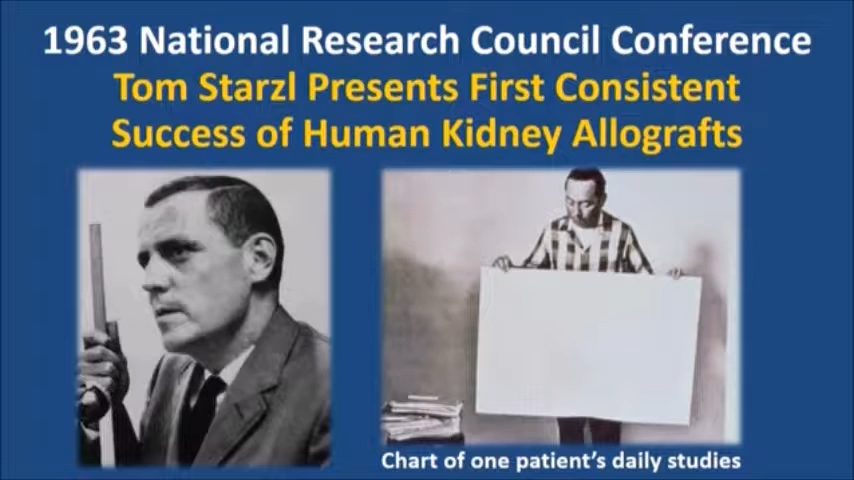 1963 National Research Council Conference
Tom Starzl Presents First Consistent
Success of Human Kidney Allografts
Chart of one patient's daily studies